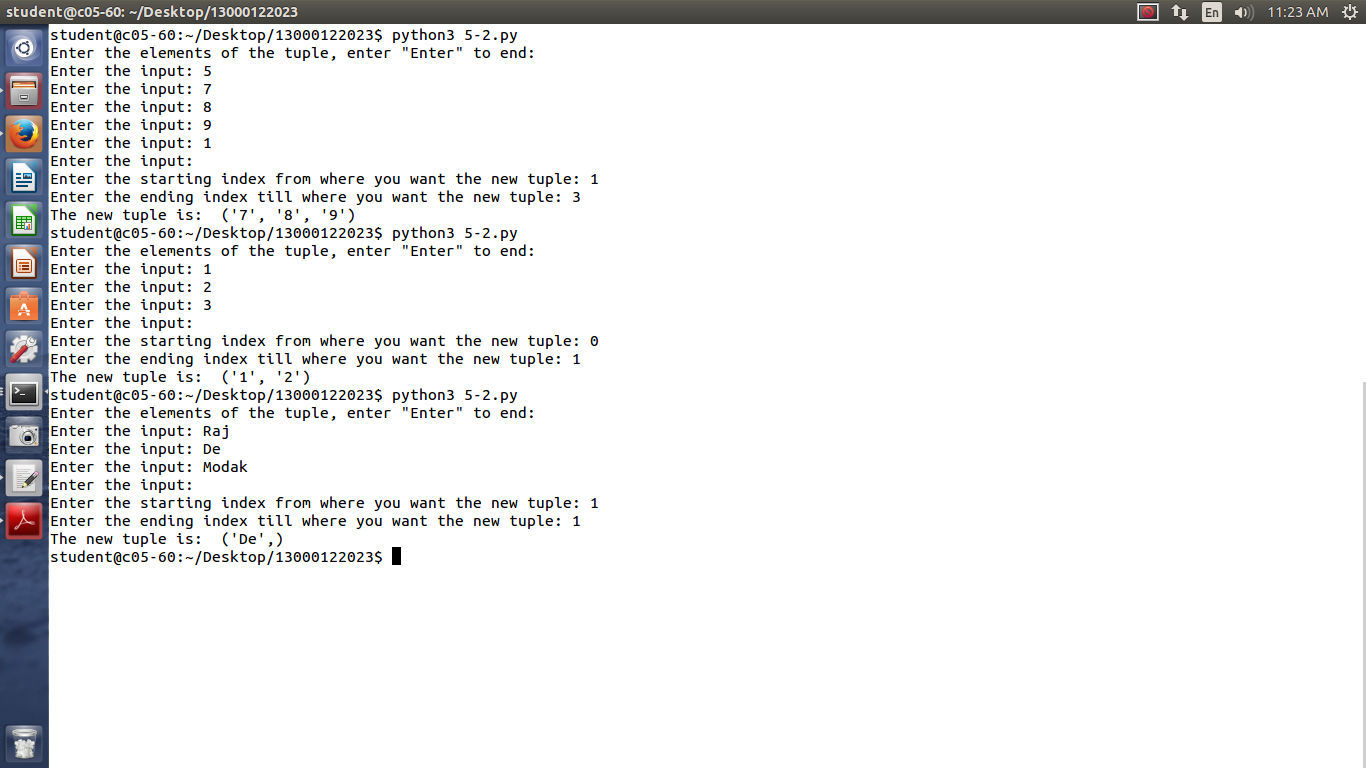 student@c05-60: ~/Desktop/13000122023
En
11:23 AM
student@c05-60:~/Desktop/13000122023$ python3 5-2.py
Enter the elements of the tuple, enter "Enter" to end:
Enter the input: 5
Enter the input: 7
Enter the input: 8
Enter the input: 9
Enter the input: 1
Enter the input:
Enter the starting index from where you want the new tuple: 1
Enter the ending index till where you want the new tuple: 3
The new tuple is:  ('7', '8', '9')
student@c05-60:~/Desktop/13000122023$ python3 5-2.py
Enter the elements of the tuple, enter "Enter" to end:
Enter the input: 1
Enter the input: 2
Enter the input: 3
Enter the input:
Enter the starting index from where you want the new tuple: 0
Enter the ending index till where you want the new tuple: 1
The new tuple is:  ('1', '2')
student@c05-60:~/Desktop/13000122023$ python3 5-2.py
Enter the elements of the tuple, enter "Enter" to end:
Enter the input: Raj
Enter the input: De
Enter the input: Modak
Enter the input:
Enter the starting index from where you want the new tuple: 1
Enter the ending index till where you want the new tuple: 1
The new tuple is:  ('De',)
student@c05-60:~/Desktop/13000122023$